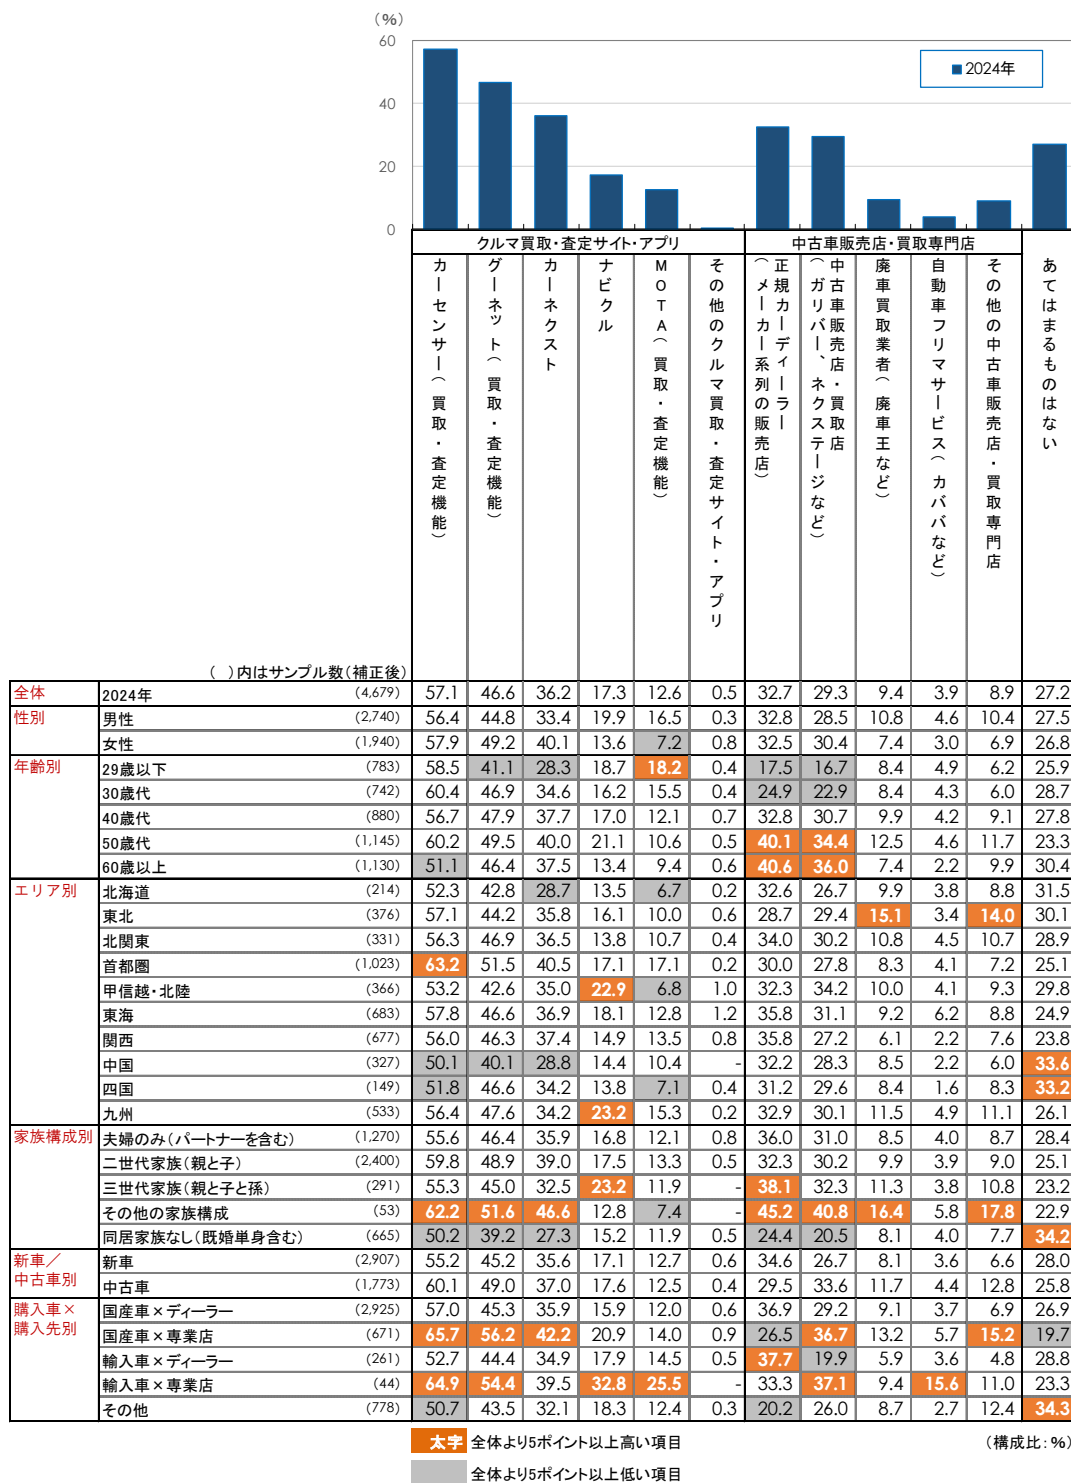 (%)
60
40
20
0
■2024年
クルマ買取・査定サイト・アプリ
中古車販売店・買取専門店
カーセンサー(買取・査定機能)
グーネット(買取・査定機能)
カーネクスト
ナビクル
MOTA(買取・査定機能)
その他のクルマ買取・査定サイト・アプリ
正規カーディーラー
(メーカー系列の販売店)
中古車販売店・買取店
(ガリバー、ネクステージなど)
廃車買取業者(廃車王など)
自動車フリマサービス(カババなど)
その他の中古車販売店・買取専門店
あてはまるものはない
( )内はサンプル数(補正後)
全体 2024年 (4,679) 57.1 46.6 36.2 17.3 12.6 0.5 32.7 29.3 9.4 3.9 8.9 27.2
性別 男性 (2,740) 56.4 44.8 33.4 19.9 16.5 0.3 32.8 28.5 10.8 4.6 10.4 27.5
女性 (1,940) 57.9 49.2 40.1 13.6 7.2 0.8 32.5 30.4 7.4 3.0 6.9 26.8
年齢別 29歳以下 (783) 58.5 41.1 28.3 18.7 18.2 0.4 17.5 16.7 8.4 4.9 6.2 25.9
30歳代 (742) 60.4 46.9 34.6 16.2 15.5 0.4 24.9 22.9 8.4 4.3 6.0 28.7
40歳代 (880) 56.7 47.9 37.7 17.0 12.1 0.7 32.8 30.7 9.9 4.2 9.1 27.8
50歳代 (1,145) 60.2 49.5 40.0 21.1 10.6 0.5 40.1 34.4 12.5 4.6 11.7 23.3
60歳以上 (1,130) 51.1 46.4 37.5 13.4 9.4 0.6 40.6 36.0 7.4 2.2 9.9 30.4
エリア別 北海道 (214) 52.3 42.8 28.7 13.5 6.7 0.2 32.6 26.7 9.9 3.8 8.8 31.5
東北 (376) 57.1 44.2 35.8 16.1 10.0 0.6 28.7 29.4 15.1 3.4 14.0 30.1
北関東 (331) 56.3 46.9 36.5 13.8 10.7 0.4 34.0 30.2 10.8 4.5 10.7 28.9
首都圏 (1,023) 63.2 51.5 40.5 17.1 17.1 0.2 30.0 27.8 8.3 4.1 7.2 25.1
甲信越・北陸 (366) 53.2 42.6 35.0 22.9 6.8 1.0 32.3 34.2 10.0 4.1 9.3 29.8
東海 (683) 57.8 46.6 36.9 18.1 12.8 1.2 35.8 31.1 9.2 6.2 8.8 24.9
関西 (677) 56.0 46.3 37.4 14.9 13.5 0.8 35.8 27.2 6.1 2.2 7.6 23.8
中国 (327) 50.1 40.1 28.8 14.4 10.4 - 32.2 28.3 8.5 2.2 6.0 33.6
四国 (149) 51.8 46.6 34.2 13.8 7.1 0.4 31.2 29.6 8.4 1.6 8.3 33.2
九州 (533) 56.4 47.6 34.2 23.2 15.3 0.2 32.9 30.1 11.5 4.9 11.1 26.1
家族構成別 夫婦のみ(パートナーを含む) (1,270) 55.6 46.4 35.9 16.8 12.1 0.8 36.0 31.0 8.5 4.0 8.7 28.4
二世代家族(親と子) (2,400) 59.8 48.9 39.0 17.5 13.3 0.5 32.3 30.2 9.9 3.9 9.0 25.1
三世代家族(親と子と孫) (291) 55.3 45.0 32.5 23.2 11.9 - 38.1 32.3 11.3 3.8 10.8 23.2
その他の家族構成 (53) 62.2 51.6 46.6 12.8 7.4 - 45.2 40.8 16.4 5.8 17.8 22.9
同居家族なし(既婚単身含む) (665) 50.2 39.2 27.3 15.2 11.9 0.5 24.4 20.5 8.1 4.0 7.7 34.2
新車/
中古車別
新車 (2,907) 55.2 45.2 35.6 17.1 12.7 0.6 34.6 26.7 8.1 3.6 6.6 28.0
中古車 (1,773) 60.1 49.0 37.0 17.6 12.5 0.4 29.5 33.6 11.7 4.4 12.8 25.8
購入車×
購入先別
国産車×ディーラー (2,925) 57.0 45.3 35.9 15.9 12.0 0.6 36.9 29.2 9.1 3.7 6.9 26.9
国産車×専業店 (671) 65.7 56.2 42.2 20.9 14.0 0.9 26.5 36.7 13.2 5.7 15.2 19.7
輸入車×ディーラー (261) 52.7 44.4 34.9 17.9 14.5 0.5 37.7 19.9 5.9 3.6 4.8 28.8
輸入車×専業店 (44) 64.9 54.4 39.5 32.8 25.5 - 33.3 37.1 9.4 15.6 11.0 23.3
その他 (778) 50.7 43.5 32.1 18.3 12.4 0.3 20.2 26.0 8.7 2.7 12.4 34.3
太字 全体より5ポイント以上高い項目
(構成比:%)
全体より5ポイント以上低い項目